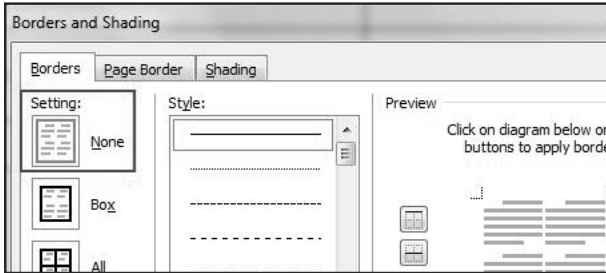 Borders and Shading
Borders Page Border Shading
Setting: Style: Preview
Click on diagram below or
buttons to apply borde
None
Box
All